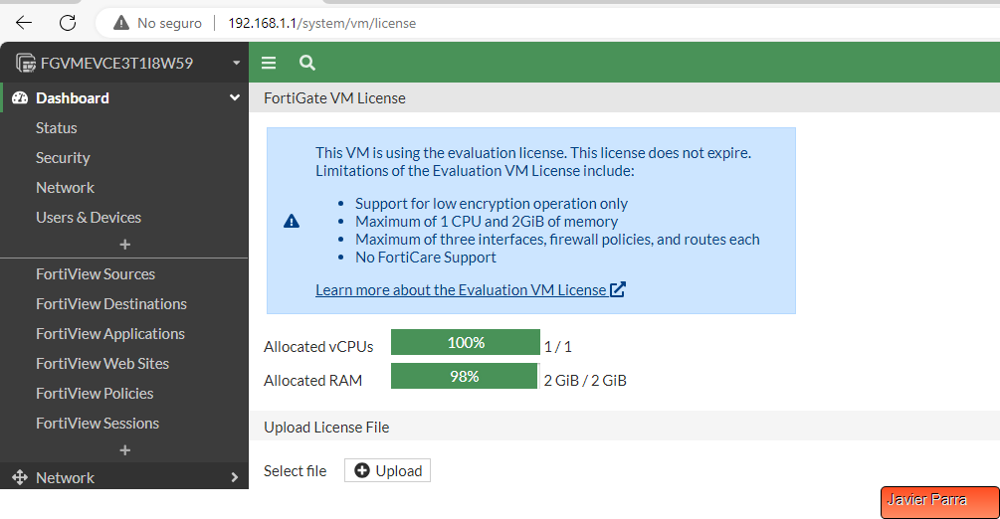 No seguro
192.168.1.1/system/vm/license
FGVMEVCE3T1I8W59
Dashboard
Status
Security
Network
Users & Devices
+
FortiView Sources
FortiView Destinations
FortiView Applications
FortiView Web Sites
FortiView Policies
FortiView Sessions
+
Network
FortiGate VM License
This VM is using the evaluation license. This license does not expire.
Limitations of the Evaluation VM License include:
• Support for low encryption operation only
• Maximum of 1 CPU and 2GiB of memory
• Maximum of three interfaces, firewall policies, and routes each
• No FortiCare Support
Learn more about the Evaluation VM License
Allocated vCPUs 100% 1 / 1
Allocated RAM 98% 2 GiB / 2 GiB
Upload License File
Select file Upload
Javier Parra